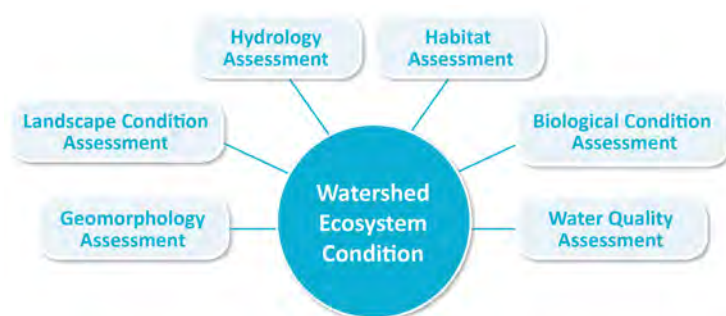 Hydrology
Assessment
Habitat
Assessment
Landscape Condition
Assessment
Biological Condition
Assessment
Geomorphology
Assessment
Watershed
Ecosystem
Condition
Water Quality
Assessment